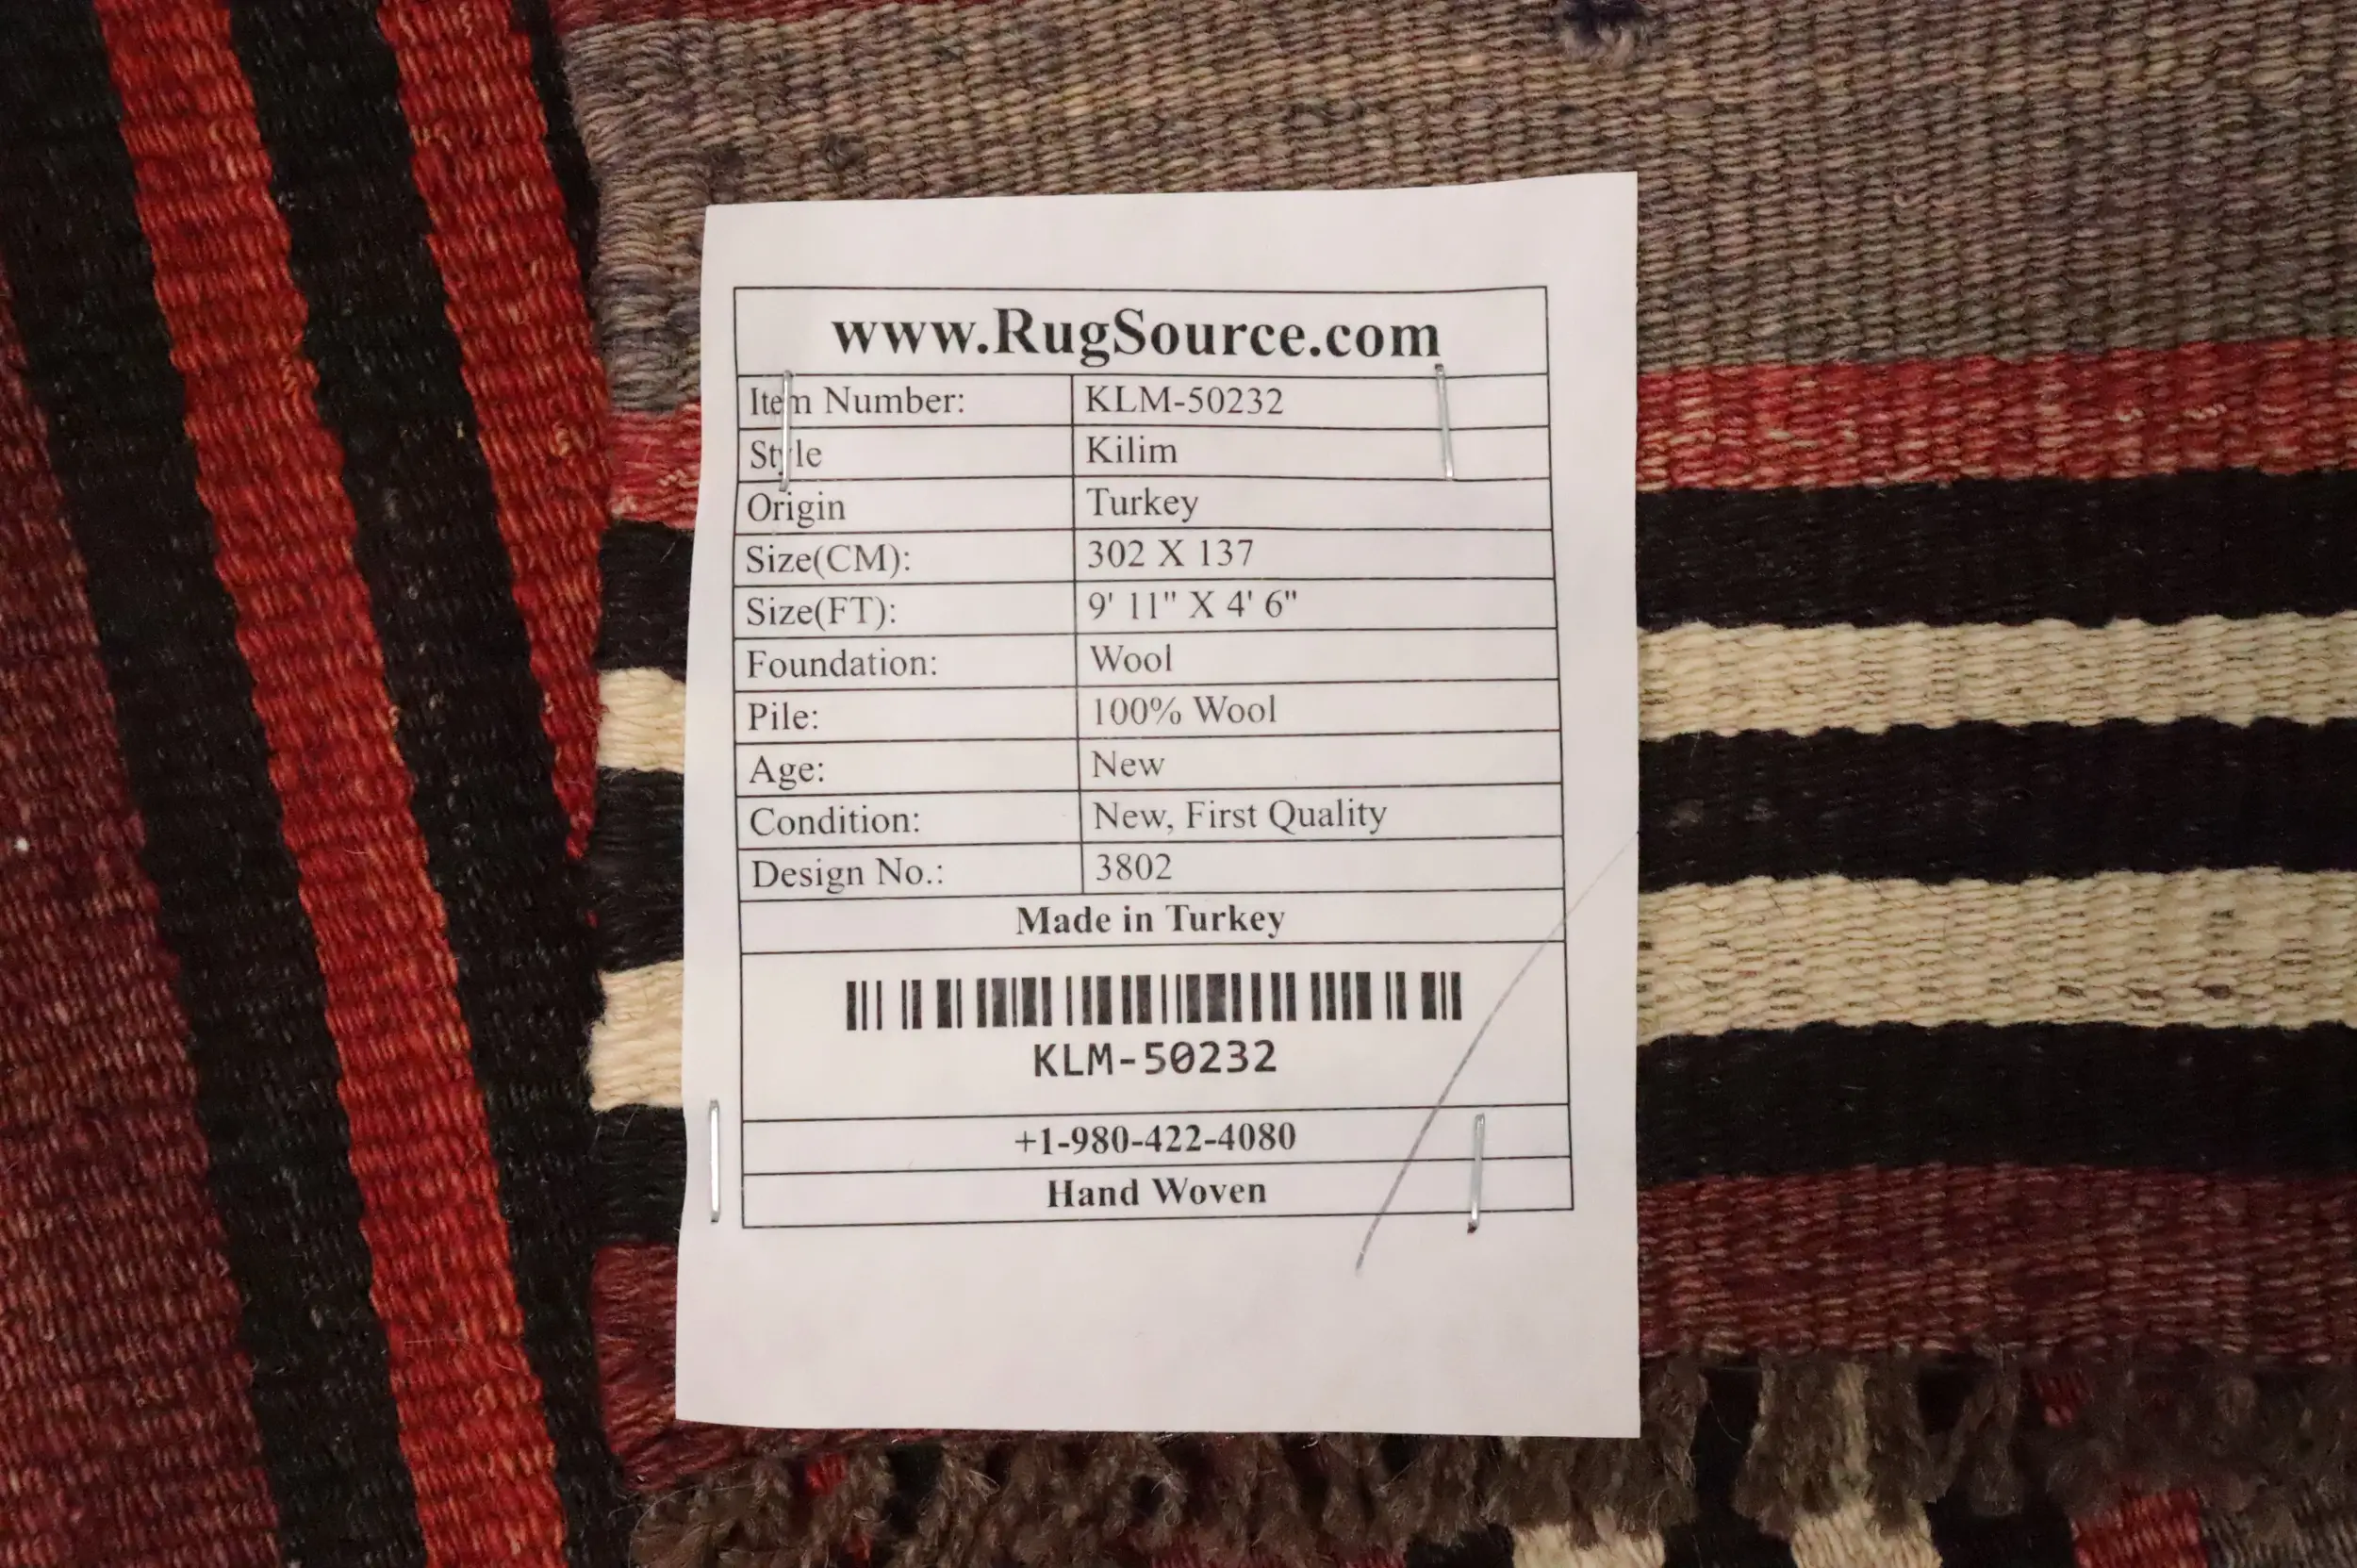 www.RugSource.com
Item Number: KLM-50232
Style Kilim
Origin Turkey
Size(CM): 302 X 137
Size(FT): 9' 11" X 4' 6"
Foundation: Wool
Pile: 100% Wool
Age: New
Condition: New, First Quality
Design No.: 3802
Made in Turkey
KLM-50232
+1-980-422-4080
Hand Woven